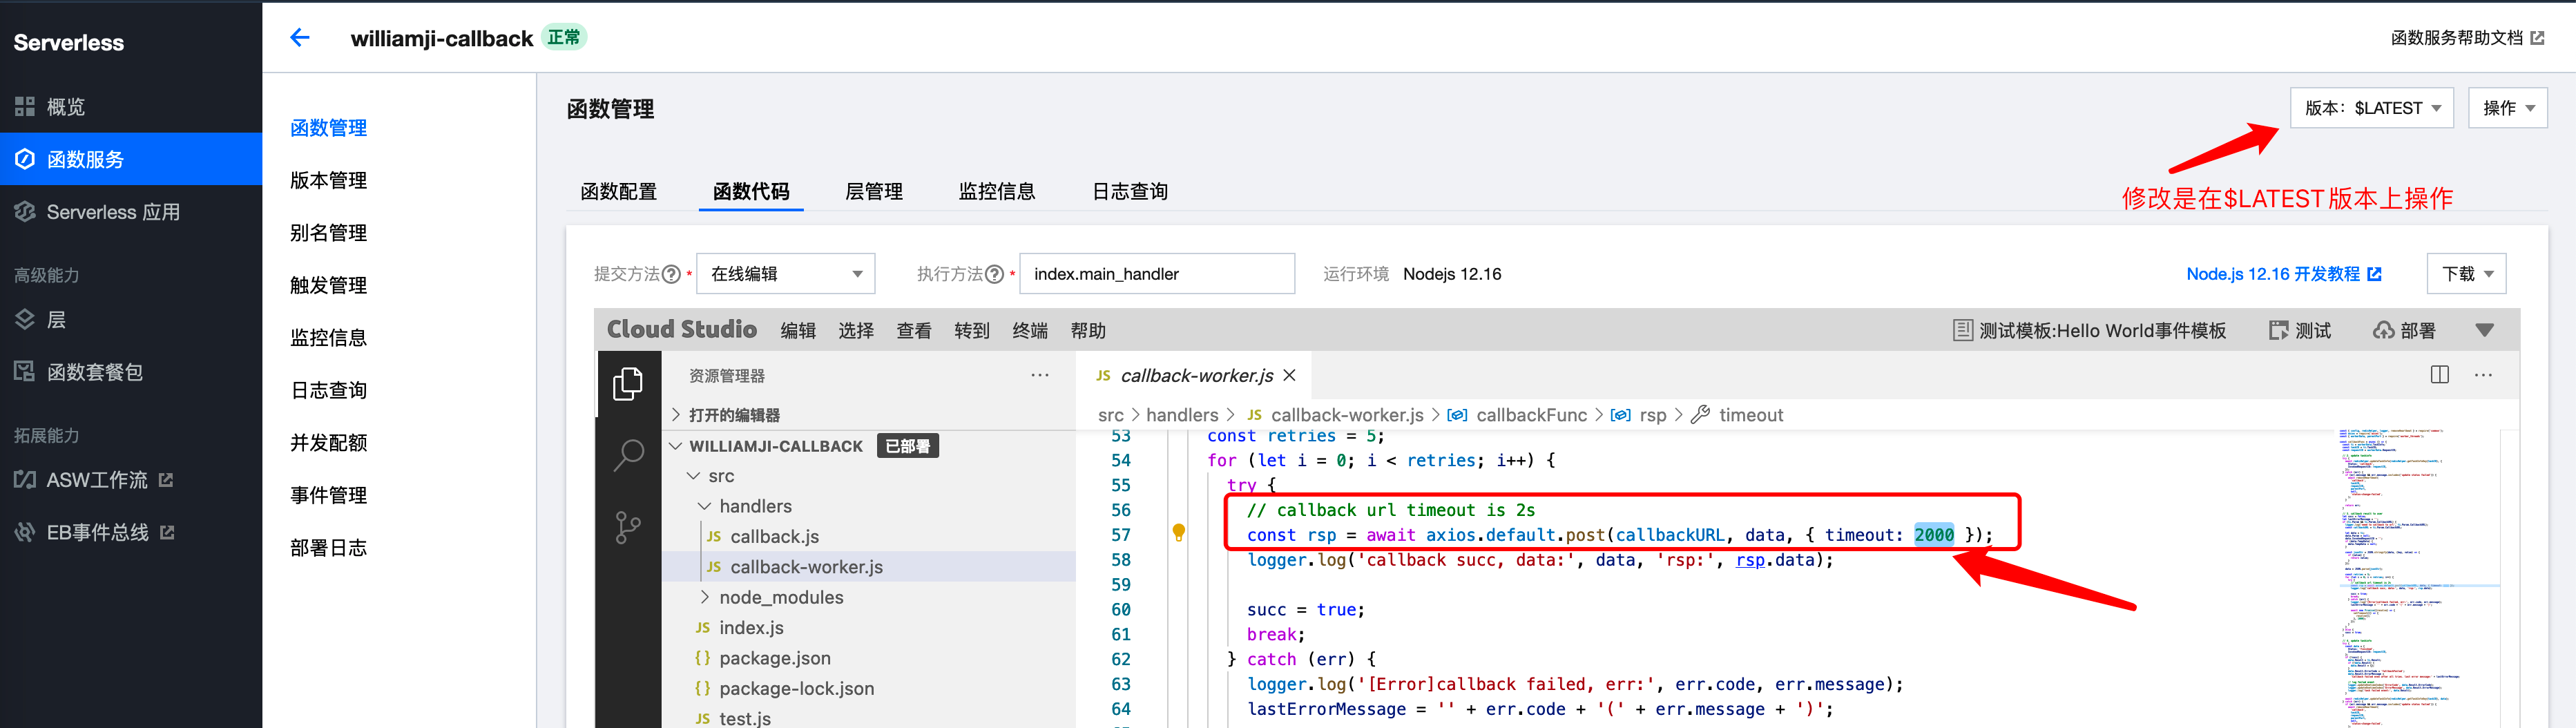 Serverless
williamji-callback 正常
函数服务帮助文档
概览
函数服务
Serverless 应用
高级能力
层
函数套餐包
拓展能力
ASW工作流
EB事件总线
函数管理
版本管理
别名管理
触发管理
监控信息
日志查询
并发配额
事件管理
部署日志
函数管理
版本：$LATEST
操作
修改是在$LATEST版本上操作
函数配置 函数代码 层管理 监控信息 日志查询
提交方法 * 在线编辑 执行方法 * index.main_handler 运行环境 Nodejs 12.16 Node.js 12.16 开发教程 下载
Cloud Studio 编辑 选择 查看 转到 终端 帮助 测试模板:Hello World事件模板 测试 部署
资源管理器 ···
打开的编辑器
WILLIAMJI-CALLBACK 已部署
src
handlers
JS callback.js
JS callback-worker.js
node_modules
JS index.js
{} package.json
{} package-lock.json
JS test.js
JS callback-worker.js ···
src > handlers > JS callback-worker.js > callbackFunc > rsp > timeout
53 const retries = 5;
54 for (let i = 0; i < retries; i++) {
55 try {
56 // callback url timeout is 2s
57 const rsp = await axios.default.post(callbackURL, data, { timeout: 2000 });
58 logger.log('callback succ, data:', data, 'rsp:', rsp.data);
59
60 succ = true;
61 break;
62 } catch (err) {
63 logger.log('[Error]callback failed, err:', err.code, err.message);
64 lastErrorMessage = '' + err.code + '(' + err.message + ')';